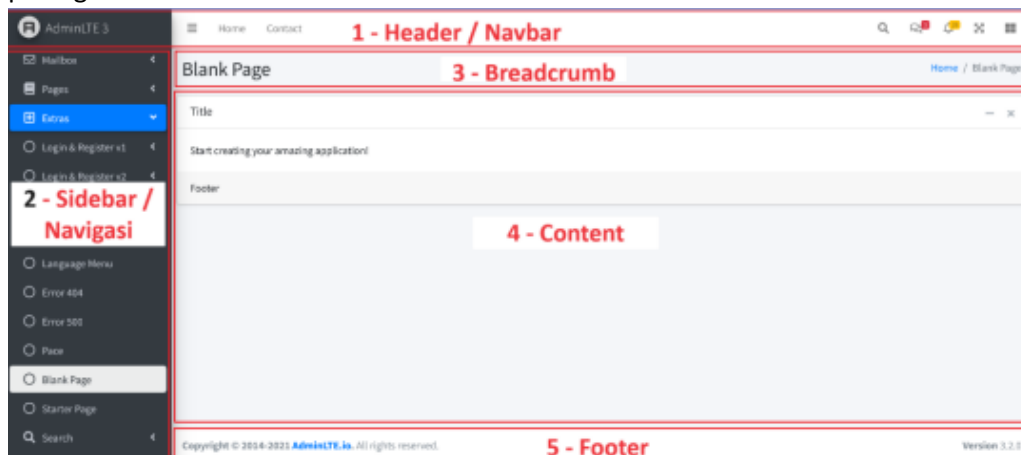 AdminLTE 3
Home Contact 1 - Header / Navbar
Mailbox
Pages
Extras
Login & Register v1
Login & Register v2
2 - Sidebar /
Navigasi
Language Menu
Error 404
Error 500
Pace
Blank Page
Starter Page
Search
Blank Page 3 - Breadcrumb Home / Blank Page
Title
Start creating your amazing application!
Footer
4 - Content
Copyright © 2014-2021 AdminLTE.io. All rights reserved. 5 - Footer Version 3.2.0